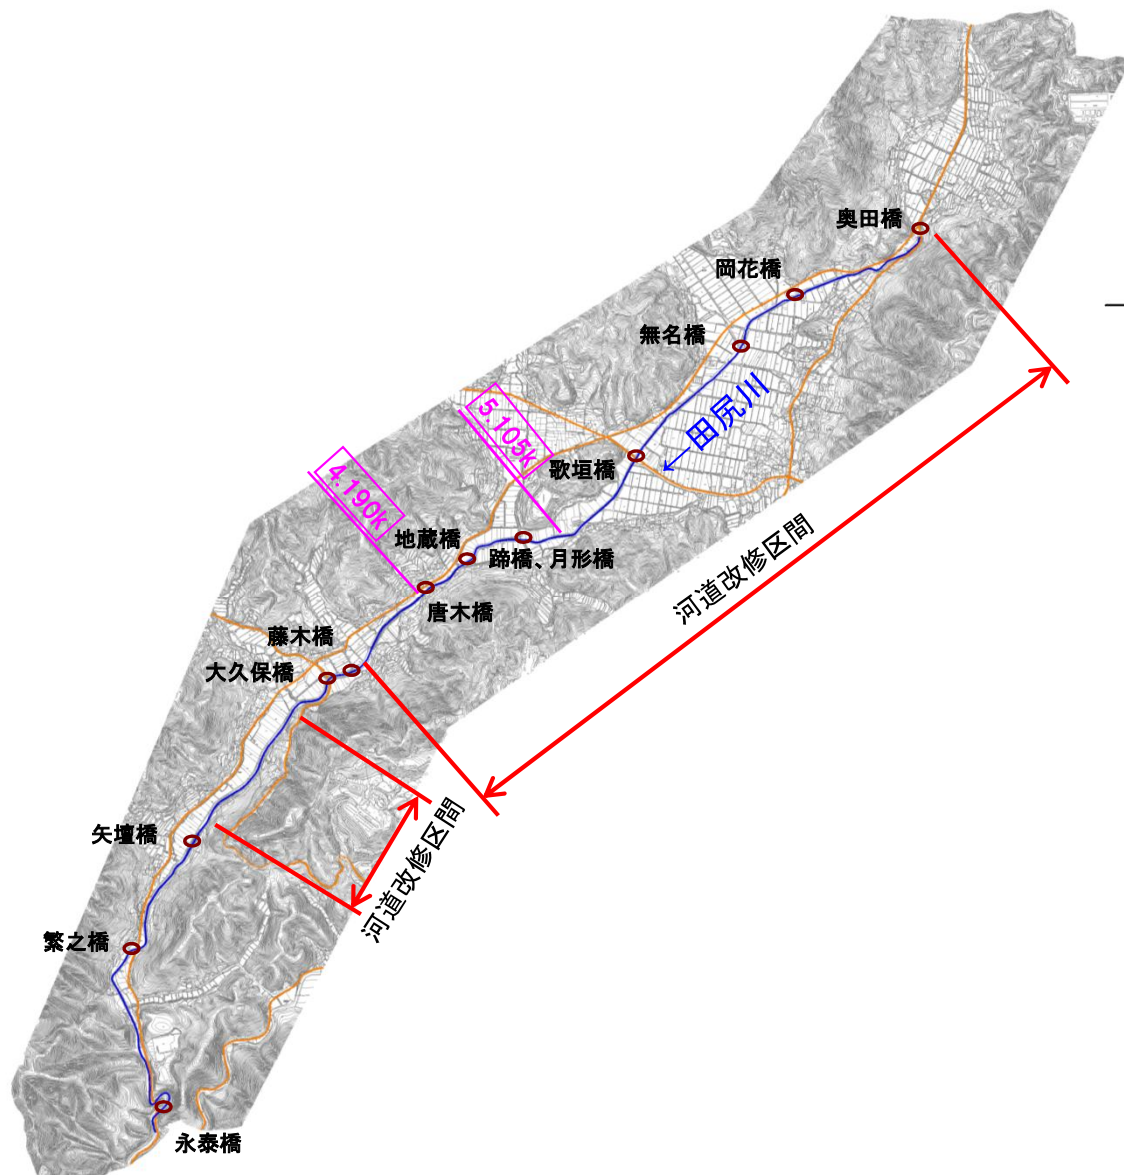 奥田橋
岡花橋
無名橋
5.105k
←田尻川
歌垣橋
4.190k
地蔵橋
蹄橋、月形橋
河道改修区間
唐木橋
藤木橋
大久保橋
矢壇橋
河道改修区間
繁之橋
永泰橋